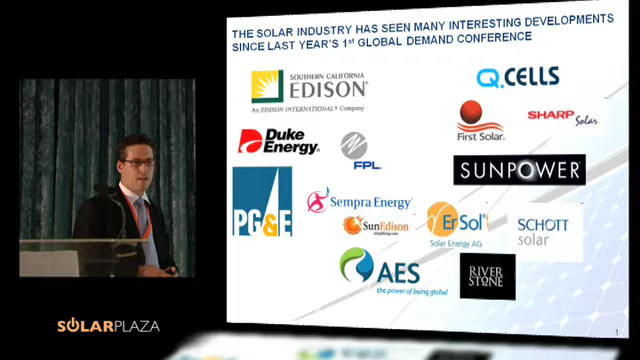 THE SOLAR INDUSTRY HAS SEEN MANY INTERESTING DEVELOPMENTS
SINCE LAST YEAR'S 1st GLOBAL DEMAND CONFERENCE
SOUTHERN CALIFORNIA
EDISON®
An EDISON INTERNATIONAL® Company
Q.CELLS
Duke
Energy®
FPL
First Solar
SHARP
Solar
SUNPOWER
PG&E
Sempra Energy
SunEdison
ErSol
Solar Energy AG
SCHOTT
solar
AES
the power of being global
RIVER
STONE
1
SOLARPLAZA